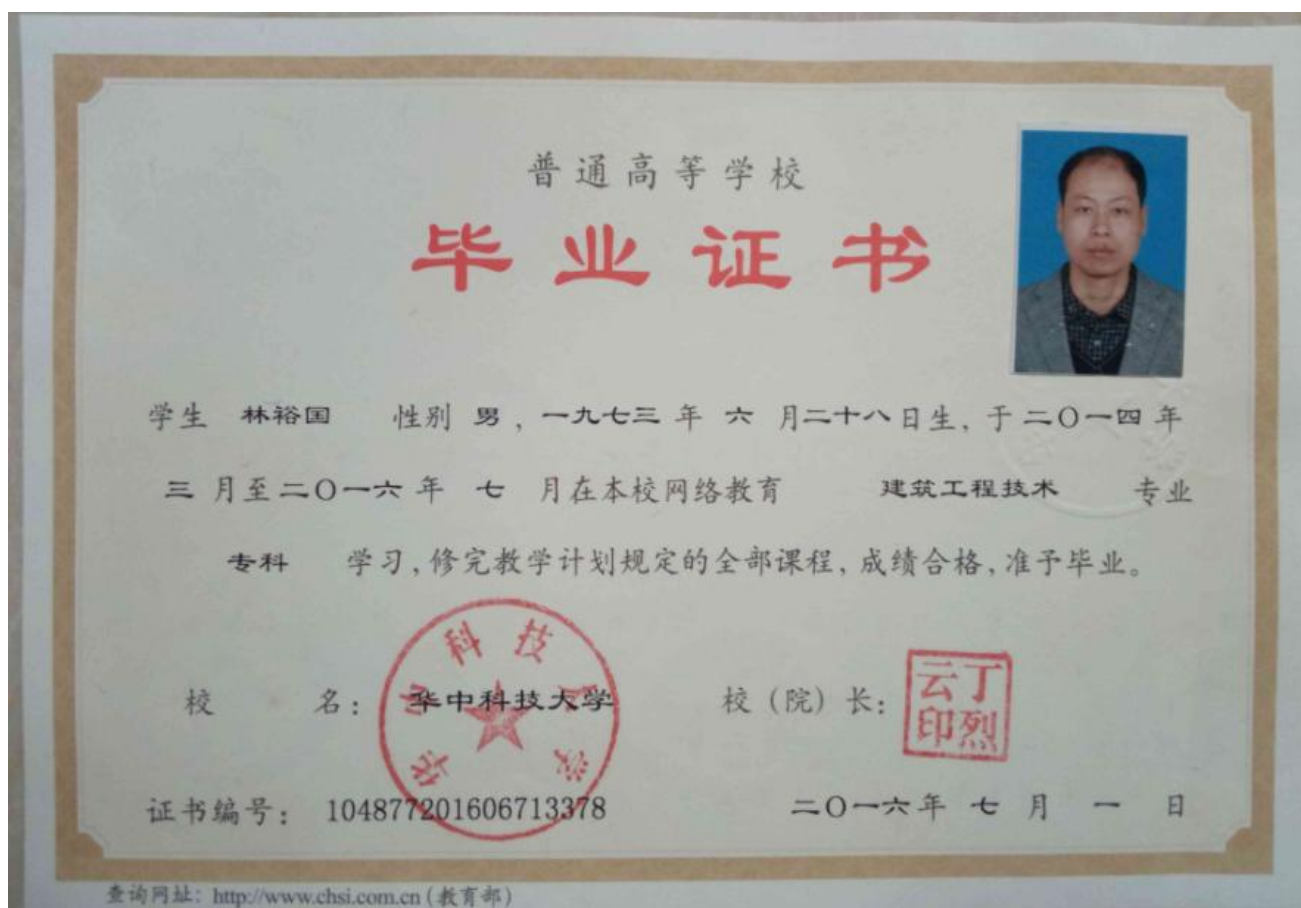 普通高等学校
毕业证书
学生 林裕国 性别 男，一九七三 年 六 月二十八日生，于二〇一四 年
三 月至二〇一六 年 七 月在本校网络教育 建筑工程技术 专业
专科 学习，修完教学计划规定的全部课程，成绩合格，准予毕业。
校 名：华中科技大学 校（院）长：
华中科技大学
丁烈云印
证书编号：104877201606713378 二〇一六年 七 月 一 日
查询网址：http://www.chsi.com.cn(教育部)